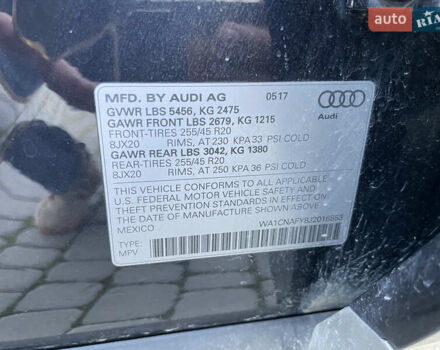 RIA
MFD. BY AUDI AG 0517
GVWR LBS 5456, KG 2475
GAWR FRONT LBS 2679, KG 1215
FRONT-TIRES 255/45 R20
8JX20 RIMS, AT 230 KPA 33 PSI COLD
GAWR REAR LBS 3042, KG 1380
REAR-TIRES 255/45 R20
8JX20 RIMS, AT 250 KPA 36 PSI COLD
Audi
THIS VEHICLE CONFORMS TO ALL APPLICABLE
U.S. FEDERAL MOTOR VEHICLE SAFETY AND
THEFT PREVENTION STANDARDS IN EFFECT ON
THE DATE OF MANUFACTURE SHOWN ABOVE
MEXICO
TYPE:
MPV